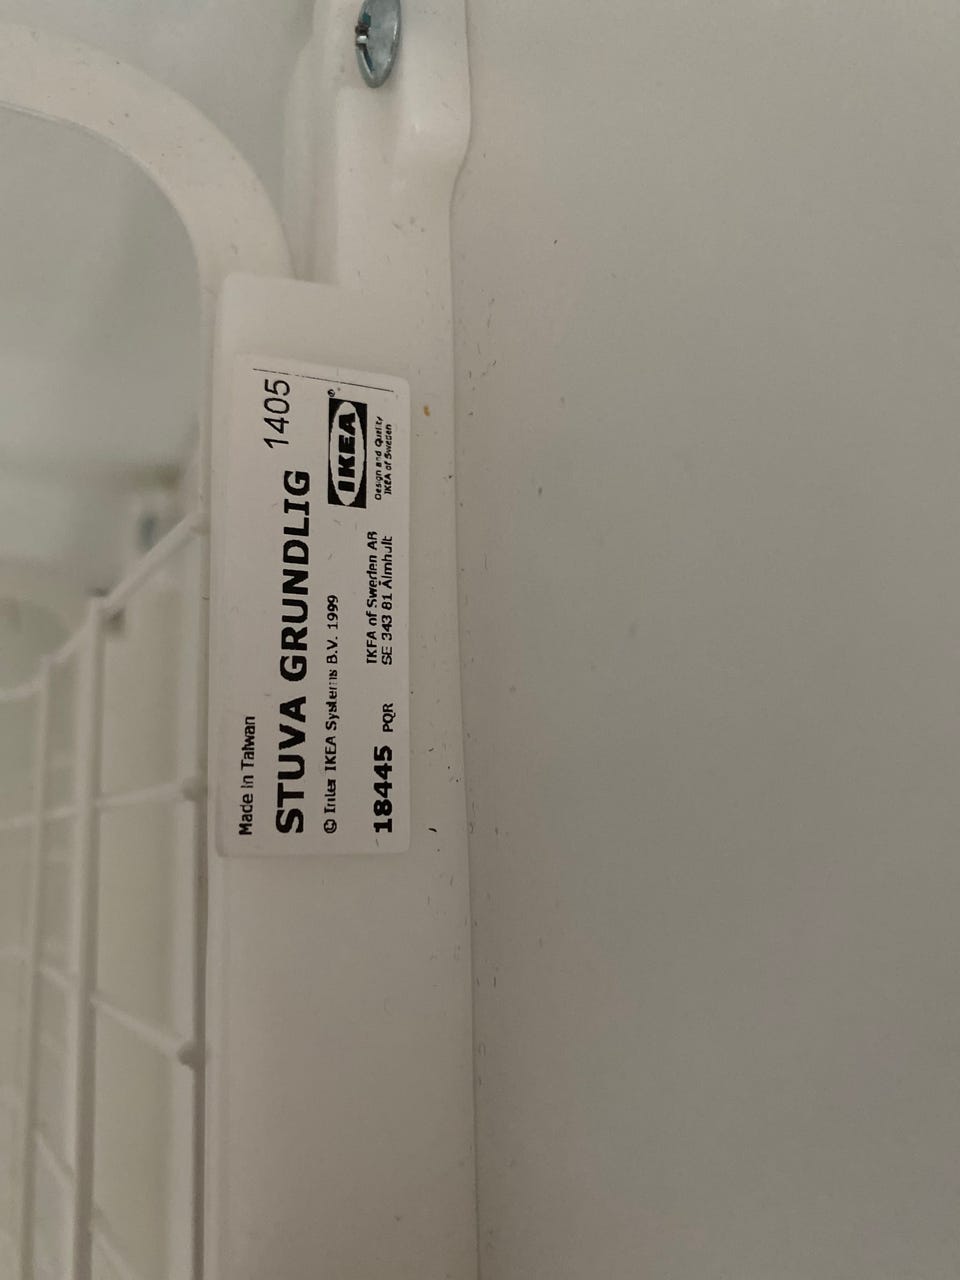 Made in Taiwan
STUVA GRUNDLIG 1405
© Inter IKEA Systems B.V. 1999
IKEA®
Design and Quality
IKEA of Sweden
18445 PQR
IKEA of Sweden AB
SE 343 81 Älmhult